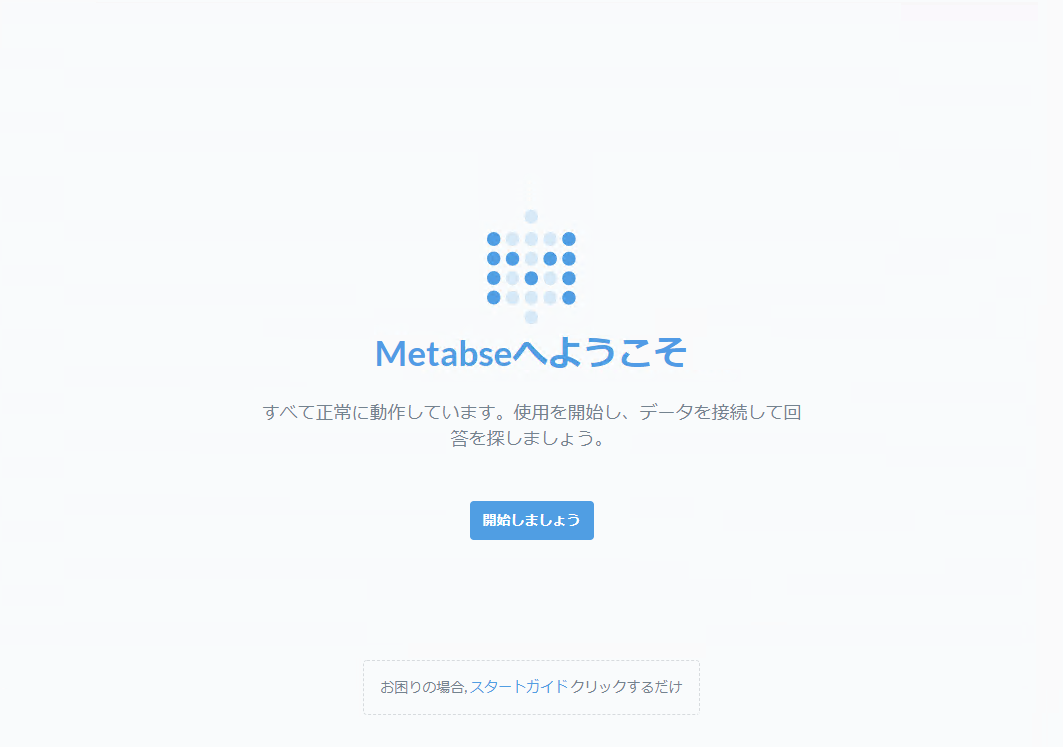 Metabseへようこそ
すべて正常に動作しています。使用を開始し、データを接続して回
答を探しましょう。
開始しましょう
お困りの場合, スタートガイド クリックするだけ